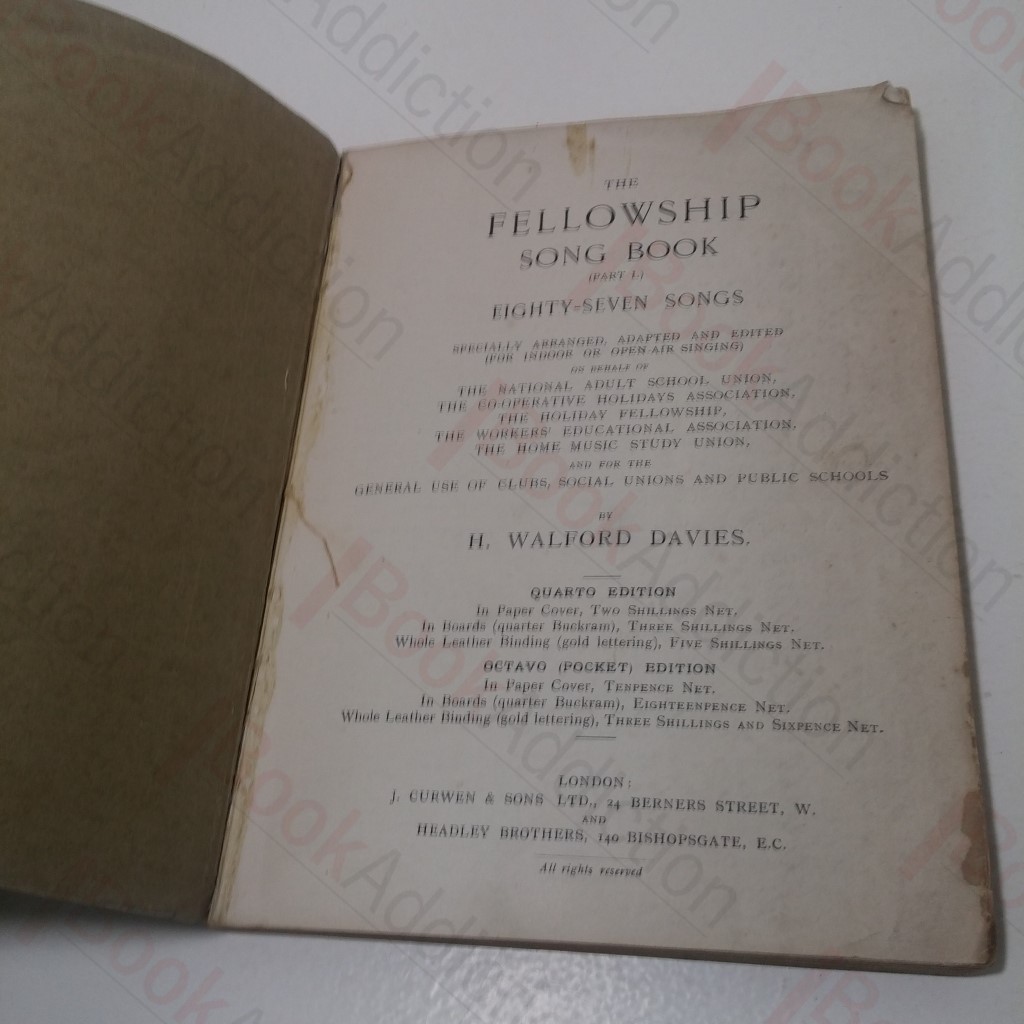 THE
FELLOWSHIP
SONG BOOK
(PART I.)
EIGHTY-SEVEN SONGS
SPECIALLY ARRANGED, ADAPTED AND EDITED
(FOR INDOOR OR OPEN-AIR SINGING)
ON BEHALF OF
THE NATIONAL ADULT SCHOOL UNION,
THE CO-OPERATIVE HOLIDAYS ASSOCIATION,
THE HOLIDAY FELLOWSHIP,
THE WORKERS' EDUCATIONAL ASSOCIATION,
THE HOME MUSIC STUDY UNION,
AND FOR THE
GENERAL USE OF CLUBS, SOCIAL UNIONS AND PUBLIC SCHOOLS
BY
H. WALFORD DAVIES.
QUARTO EDITION
In Paper Cover, TWO SHILLINGS NET.
In Boards (quarter Buckram), THREE SHILLINGS NET.
Whole Leather Binding (gold lettering), FIVE SHILLINGS NET.
OCTAVO (POCKET) EDITION
In Paper Cover, TENPENCE NET.
In Boards (quarter Buckram), EIGHTEENPENCE NET.
Whole Leather Binding (gold lettering), THREE SHILLINGS AND SIXPENCE NET.
LONDON:
J. CURWEN & SONS LTD., 24 BERNERS STREET, W.
AND
HEADLEY BROTHERS, 140 BISHOPSGATE, E.C.
All rights reserved
BookAddiction